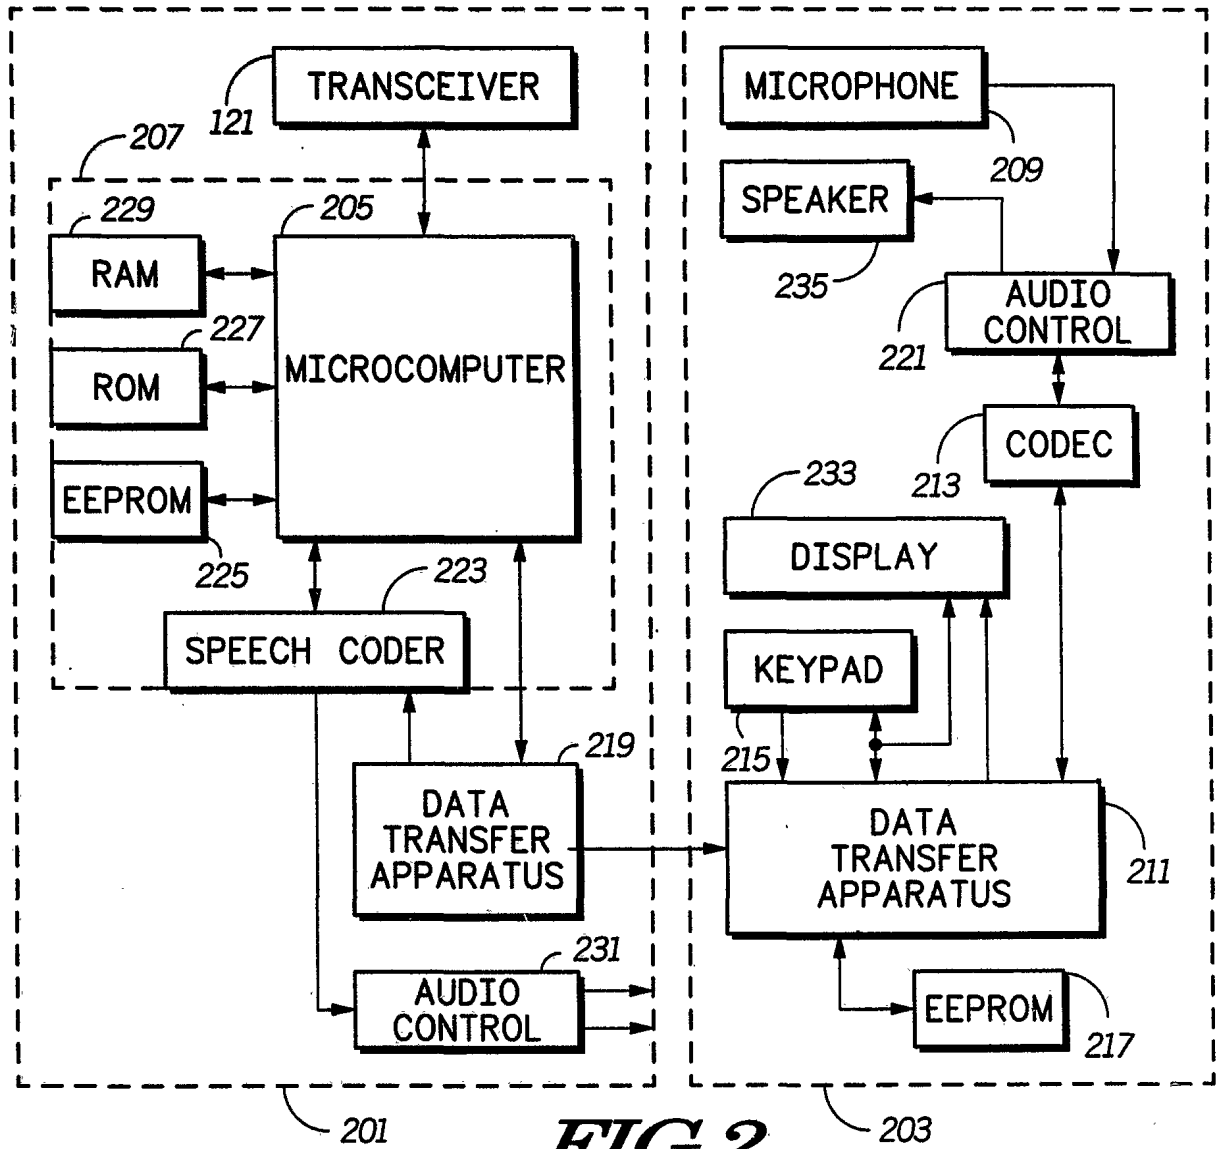 TRANSCEIVER
121
207
229
RAM
205
227
ROM
MICROCOMPUTER
EEPROM
225
223
SPEECH CODER
219
DATA
TRANSFER
APPARATUS
231
AUDIO
CONTROL
201
MICROPHONE
209
SPEAKER
235
AUDIO
CONTROL
221
CODEC
213
233
DISPLAY
KEYPAD
215
DATA
TRANSFER
APPARATUS
211
EEPROM
217
203
FIG.2